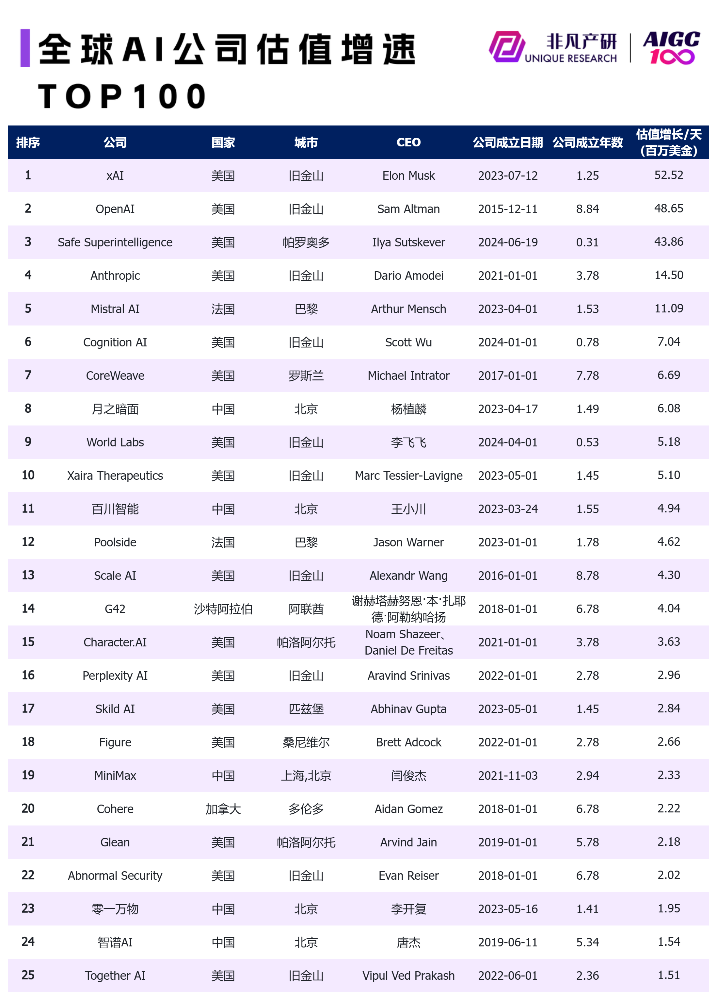 全球AI公司估值增速
TOP100
非凡产研
UNIQUE RESEARCH
AIGC
100
排序 公司 国家 城市 CEO 公司成立日期 公司成立年数 估值增长/天
(百万美金)
1 xAI 美国 旧金山 Elon Musk 2023-07-12 1.25 52.52
2 OpenAI 美国 旧金山 Sam Altman 2015-12-11 8.84 48.65
3 Safe Superintelligence 美国 帕罗奥多 Ilya Sutskever 2024-06-19 0.31 43.86
4 Anthropic 美国 旧金山 Dario Amodei 2021-01-01 3.78 14.50
5 Mistral AI 法国 巴黎 Arthur Mensch 2023-04-01 1.53 11.09
6 Cognition AI 美国 旧金山 Scott Wu 2024-01-01 0.78 7.04
7 CoreWeave 美国 罗斯兰 Michael Intrator 2017-01-01 7.78 6.69
8 月之暗面 中国 北京 杨植麟 2023-04-17 1.49 6.08
9 World Labs 美国 旧金山 李飞飞 2024-04-01 0.53 5.18
10 Xaira Therapeutics 美国 旧金山 Marc Tessier-Lavigne 2023-05-01 1.45 5.10
11 百川智能 中国 北京 王小川 2023-03-24 1.55 4.94
12 Poolside 法国 巴黎 Jason Warner 2023-01-01 1.78 4.62
13 Scale AI 美国 旧金山 Alexandr Wang 2016-01-01 8.78 4.30
14 G42 沙特阿拉伯 阿联酋 谢赫塔赫努恩·本·扎耶
德·阿勒纳哈扬 2018-01-01 6.78 4.04
15 Character.AI 美国 帕洛阿尔托 Noam Shazeer、
Daniel De Freitas 2021-01-01 3.78 3.63
16 Perplexity AI 美国 旧金山 Aravind Srinivas 2022-01-01 2.78 2.96
17 Skild AI 美国 匹兹堡 Abhinav Gupta 2023-05-01 1.45 2.84
18 Figure 美国 桑尼维尔 Brett Adcock 2022-01-01 2.78 2.66
19 MiniMax 中国 上海,北京 闫俊杰 2021-11-03 2.94 2.33
20 Cohere 加拿大 多伦多 Aidan Gomez 2018-01-01 6.78 2.22
21 Glean 美国 帕洛阿尔托 Arvind Jain 2019-01-01 5.78 2.18
22 Abnormal Security 美国 旧金山 Evan Reiser 2018-01-01 6.78 2.02
23 零一万物 中国 北京 李开复 2023-05-16 1.41 1.95
24 智谱AI 中国 北京 唐杰 2019-06-11 5.34 1.54
25 Together AI 美国 旧金山 Vipul Ved Prakash 2022-06-01 2.36 1.51